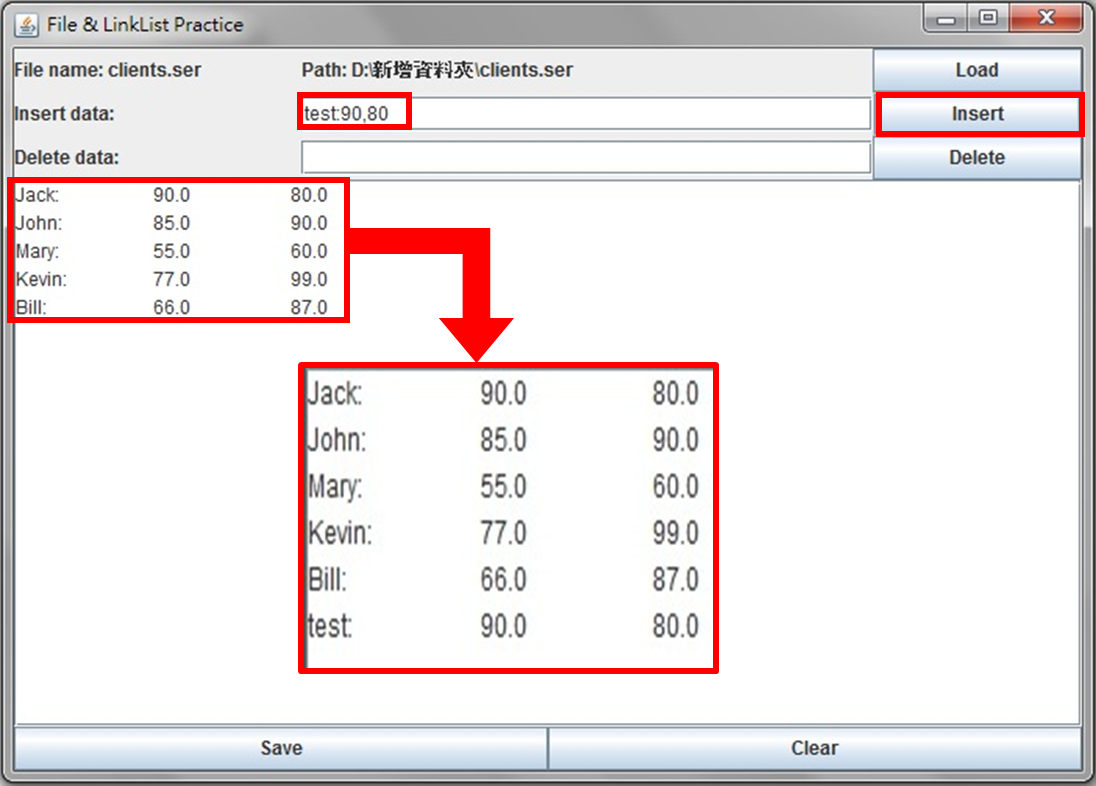 File & LinkList Practice
File name: clients.ser Path: D:\新增資料夾\clients.ser Load
Insert data: test:90,80 Insert
Delete data: Delete
Jack: 90.0 80.0
John: 85.0 90.0
Mary: 55.0 60.0
Kevin: 77.0 99.0
Bill: 66.0 87.0
Jack: 90.0 80.0
John: 85.0 90.0
Mary: 55.0 60.0
Kevin: 77.0 99.0
Bill: 66.0 87.0
test: 90.0 80.0
Save Clear